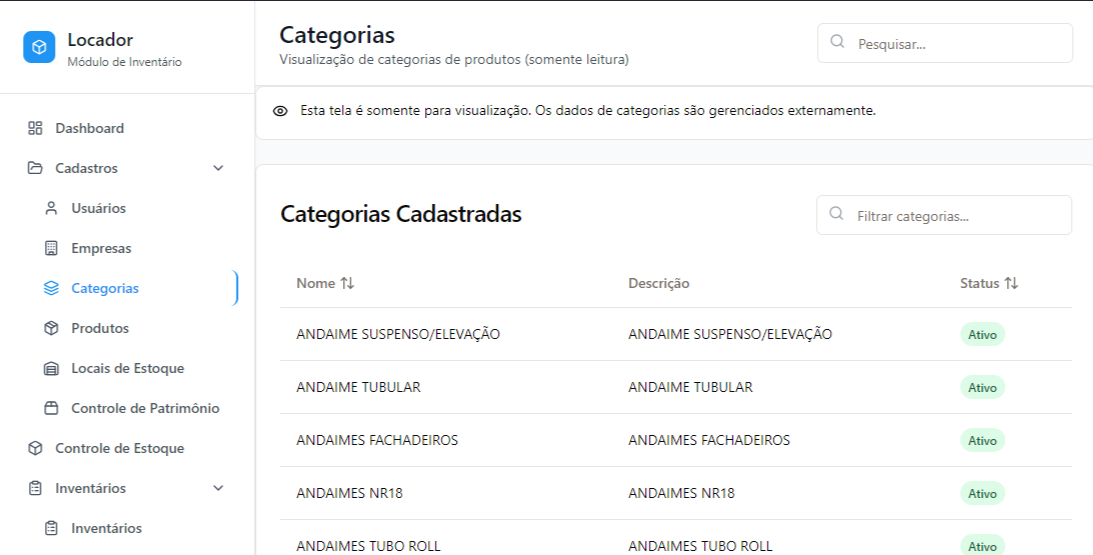 Locador
Módulo de Inventário
Dashboard
Cadastros
Usuários
Empresas
Categorias
Produtos
Locais de Estoque
Controle de Patrimônio
Controle de Estoque
Inventários
Inventários
Categorias
Visualização de categorias de produtos (somente leitura)
Pesquisar...
Esta tela é somente para visualização. Os dados de categorias são gerenciados externamente.
Categorias Cadastradas
Filtrar categorias...
Nome Descrição Status
ANDAIME SUSPENSO/ELEVAÇÃO ANDAIME SUSPENSO/ELEVAÇÃO Ativo
ANDAIME TUBULAR ANDAIME TUBULAR Ativo
ANDAIMES FACHADEIROS ANDAIMES FACHADEIROS Ativo
ANDAIMES NR18 ANDAIMES NR18 Ativo
ANDAIMES TUBO ROLL ANDAIMES TUBO ROLL Ativo